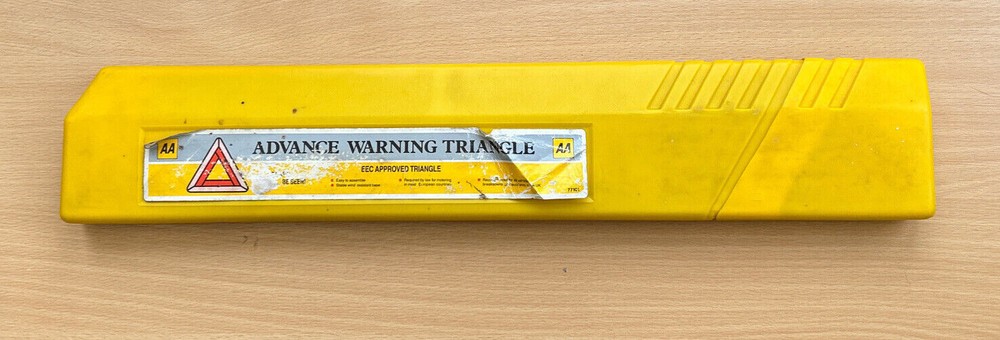 AA
ADVANCE WARNING TRIANGLE
AA
EEC APPROVED TRIANGLE
BE SEEN!
Easy to assemble
Stable wind resistant base
Required by law for motoring
in most European countries